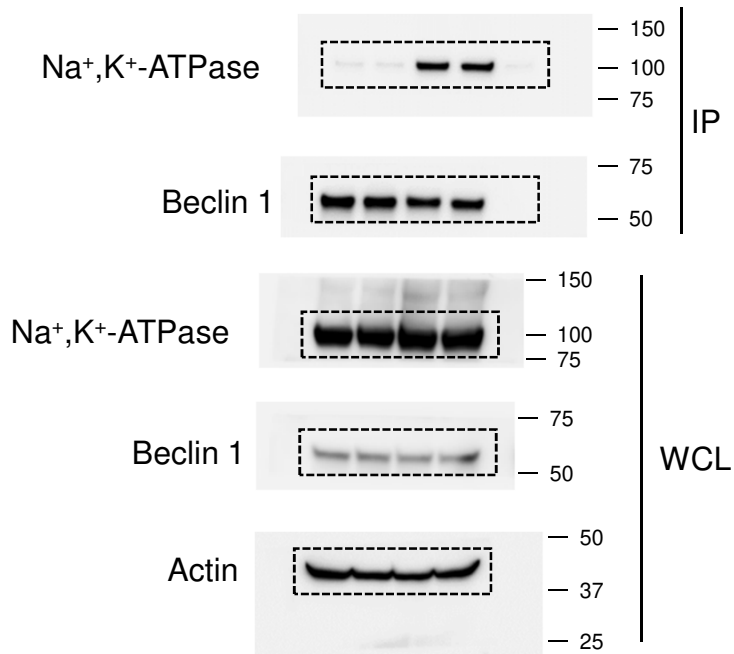 Na⁺,K⁺-ATPase
150
100
75
IP
Beclin 1
75
50
Na⁺,K⁺-ATPase
150
100
75
Beclin 1
75
50
WCL
Actin
50
37
25